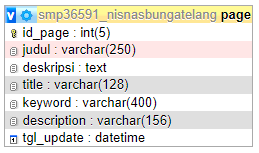 smp36591_nisnasbungatelang page
id_page : int(5)
judul : varchar(250)
deskripsi : text
title : varchar(128)
keyword : varchar(400)
description : varchar(156)
tgl_update : datetime